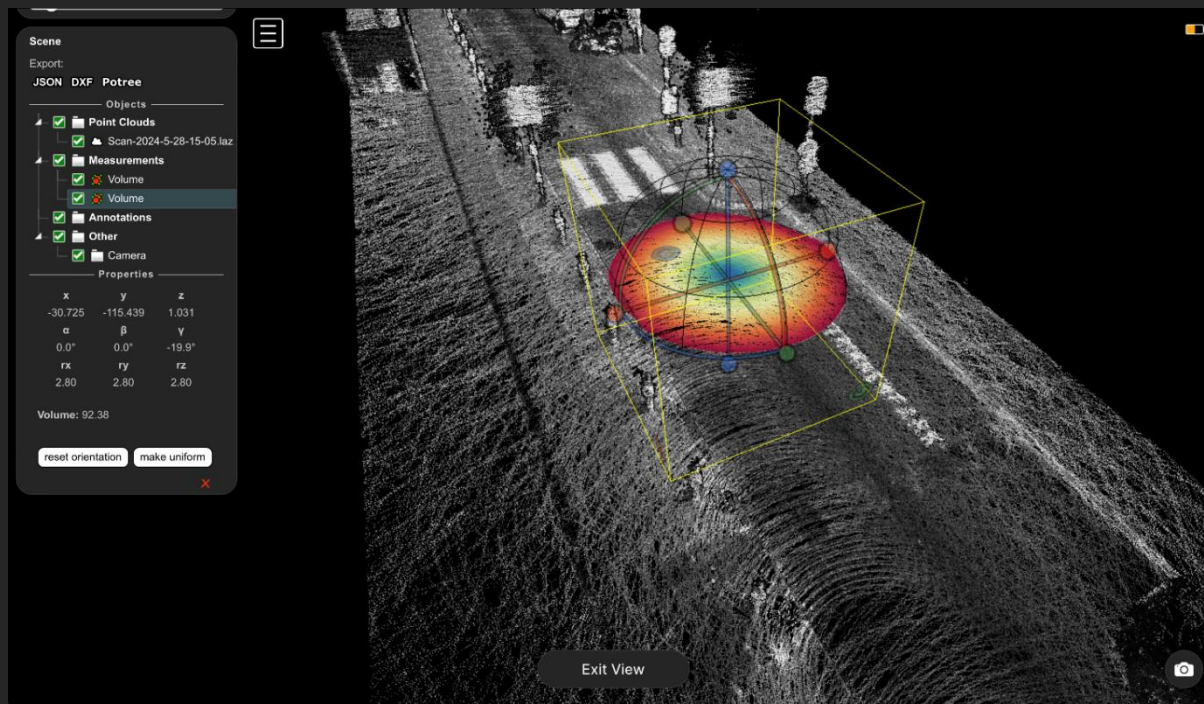 Scene
Export:
JSON DXF Potree
Objects
Point Clouds
Scan-2024-5-28-15-05.laz
Measurements
Volume
Volume
Annotations
Other
Camera
Properties
x y z
-30.725 -115.439 1.031
α β γ
0.0° 0.0° -19.9°
rx ry rz
2.80 2.80 2.80
Volume: 92.38
reset orientation make uniform
Exit View